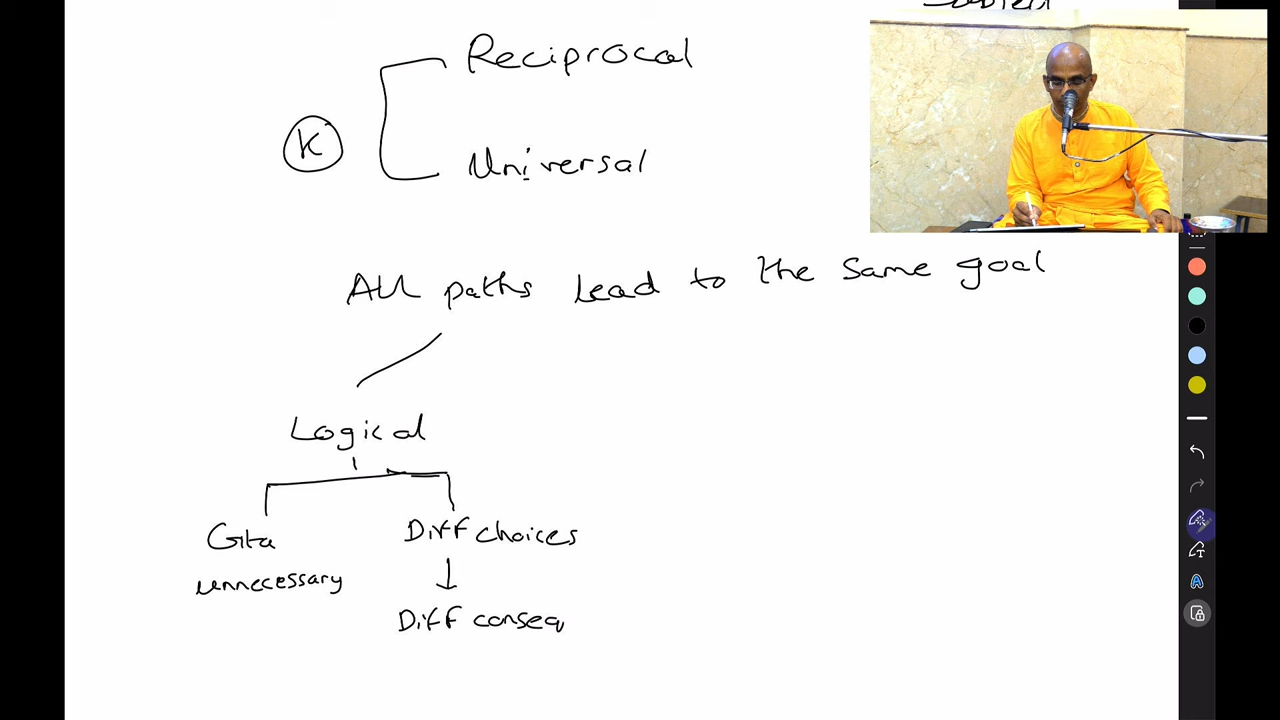 Reciprocal
K
Universal
All paths lead to the same goal
Logical
Gita Diff choices
unnecessary
Diff conseq